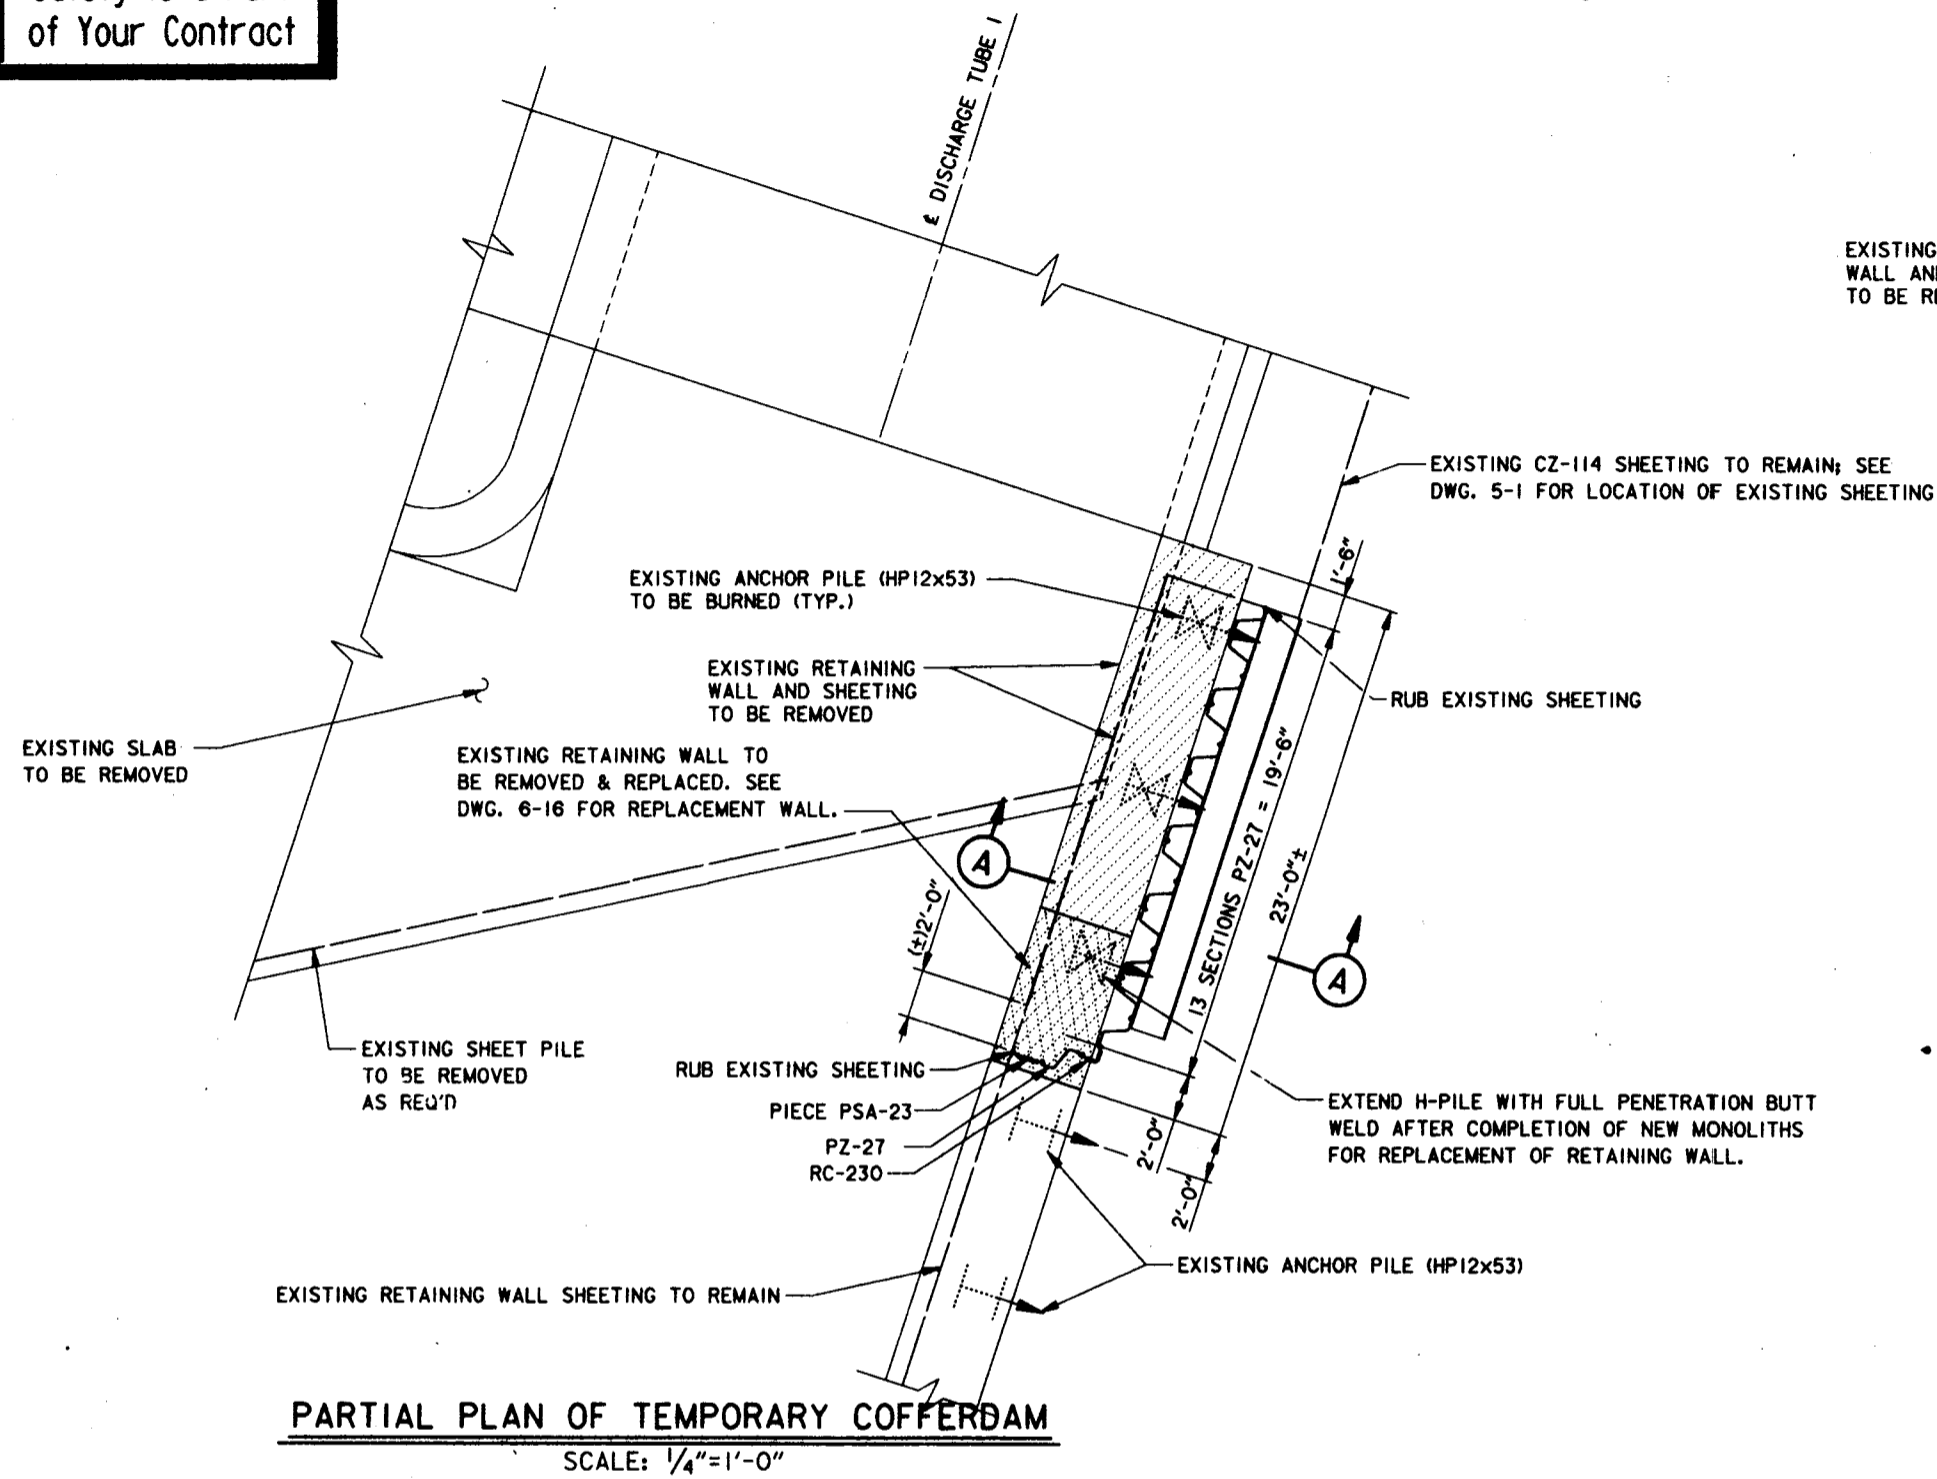 of Your Contract
℄ DISCHARGE TUBE 1
EXISTING
WALL AN
TO BE R
EXISTING CZ-114 SHEETING TO REMAIN; SEE
DWG. 5-1 FOR LOCATION OF EXISTING SHEETING
1'-6"
EXISTING ANCHOR PILE (HP12x53)
TO BE BURNED (TYP.)
EXISTING RETAINING
WALL AND SHEETING
TO BE REMOVED
RUB EXISTING SHEETING
EXISTING SLAB
TO BE REMOVED
EXISTING RETAINING WALL TO
BE REMOVED & REPLACED. SEE
DWG. 6-16 FOR REPLACEMENT WALL.
13 SECTIONS PZ-27 = 19'-6"
23'-0"±
A
A
(±)2'-0"
EXISTING SHEET PILE
TO BE REMOVED
AS REQ'D
RUB EXISTING SHEETING
PIECE PSA-23
PZ-27
RC-230
EXTEND H-PILE WITH FULL PENETRATION BUTT
WELD AFTER COMPLETION OF NEW MONOLITHS
FOR REPLACEMENT OF RETAINING WALL.
2'-0"
2'-0"
EXISTING ANCHOR PILE (HP12x53)
EXISTING RETAINING WALL SHEETING TO REMAIN
PARTIAL PLAN OF TEMPORARY COFFERDAM
SCALE: 1/4"=1'-0"